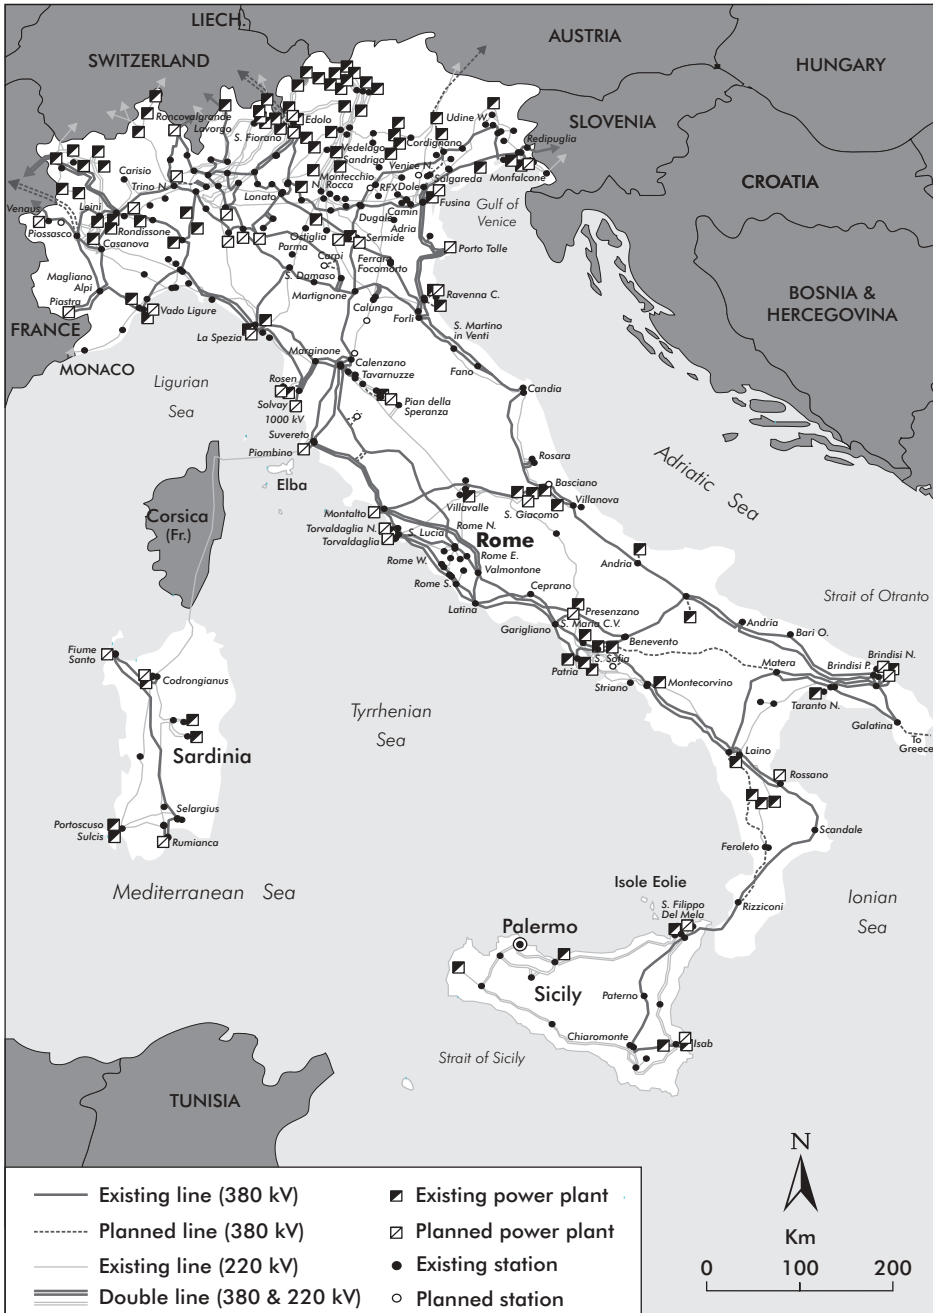 LIECH.
AUSTRIA
SWITZERLAND
HUNGARY
SLOVENIA
CROATIA
BOSNIA &
HERCEGOVINA
FRANCE
MONACO
Roncovalgrande
Lavorgo
S. Fiorano
Edolo
Udine W.
Redipuglia
Vedelago
Sandrigo
Cordignano
Carisio
Trino N.
Montecchio
Venice N.
Salgareda
Monfalcone
Leini
Lonato
N. Rocca
RFX
Dolo
Camin
Fusina
Gulf of
Venice
Venaus
Piossasco
Rondissone
Casanova
Dugale
Adria
Ostiglia
Sermide
Parma
Carpi
Ferrara
Focomorto
Porto Tolle
Magliano
Alpi
Piastra
S. Damaso
Martignone
Vado Ligure
Calunga
Ravenna C.
Forli
La Spezia
S. Martino
in Venti
Marginone
Calenzano
Tavarnuzze
Fano
Ligurian
Sea
Rosen
Solvay
1000 kV
Pian della
Speranza
Candia
Suvereto
Piombino
Elba
Rosara
Adriatic Sea
Basciano
Corsica
(Fr.)
Montalto
Villavalle
S. Giacomo
Villanova
Torvaldaglia N.
Torvaldaglia
S. Lucia
Rome N.
Rome
Rome W.
Rome E.
Valmontone
Rome S.
Andria
Ceprano
Latina
Strait of Otranto
Presenzano
S. Maria C.V.
Garigliano
Andria
Bari O.
Benevento
Fiume
Santo
Patria
S. Sofia
Matera
Brindisi N.
Brindisi P.
Codrongianus
Striano
Montecorvino
Taranto N.
Tyrrhenian
Sea
Galatina
To
Greece
Sardinia
Laino
Rossano
Selargius
Portoscuso
Sulcis
Rumianca
Scandale
Feroleto
Mediterranean Sea
Isole Eolie
Ionian
Sea
Rizziconi
S. Filippo
Del Mela
Palermo
Sicily
Paterno
Chiaromonte
Isab
Strait of Sicily
TUNISIA
N
Km
0 100 200
Existing line (380 kV)
Existing power plant
Planned line (380 kV)
Planned power plant
Existing line (220 kV)
Existing station
Double line (380 & 220 kV)
Planned station